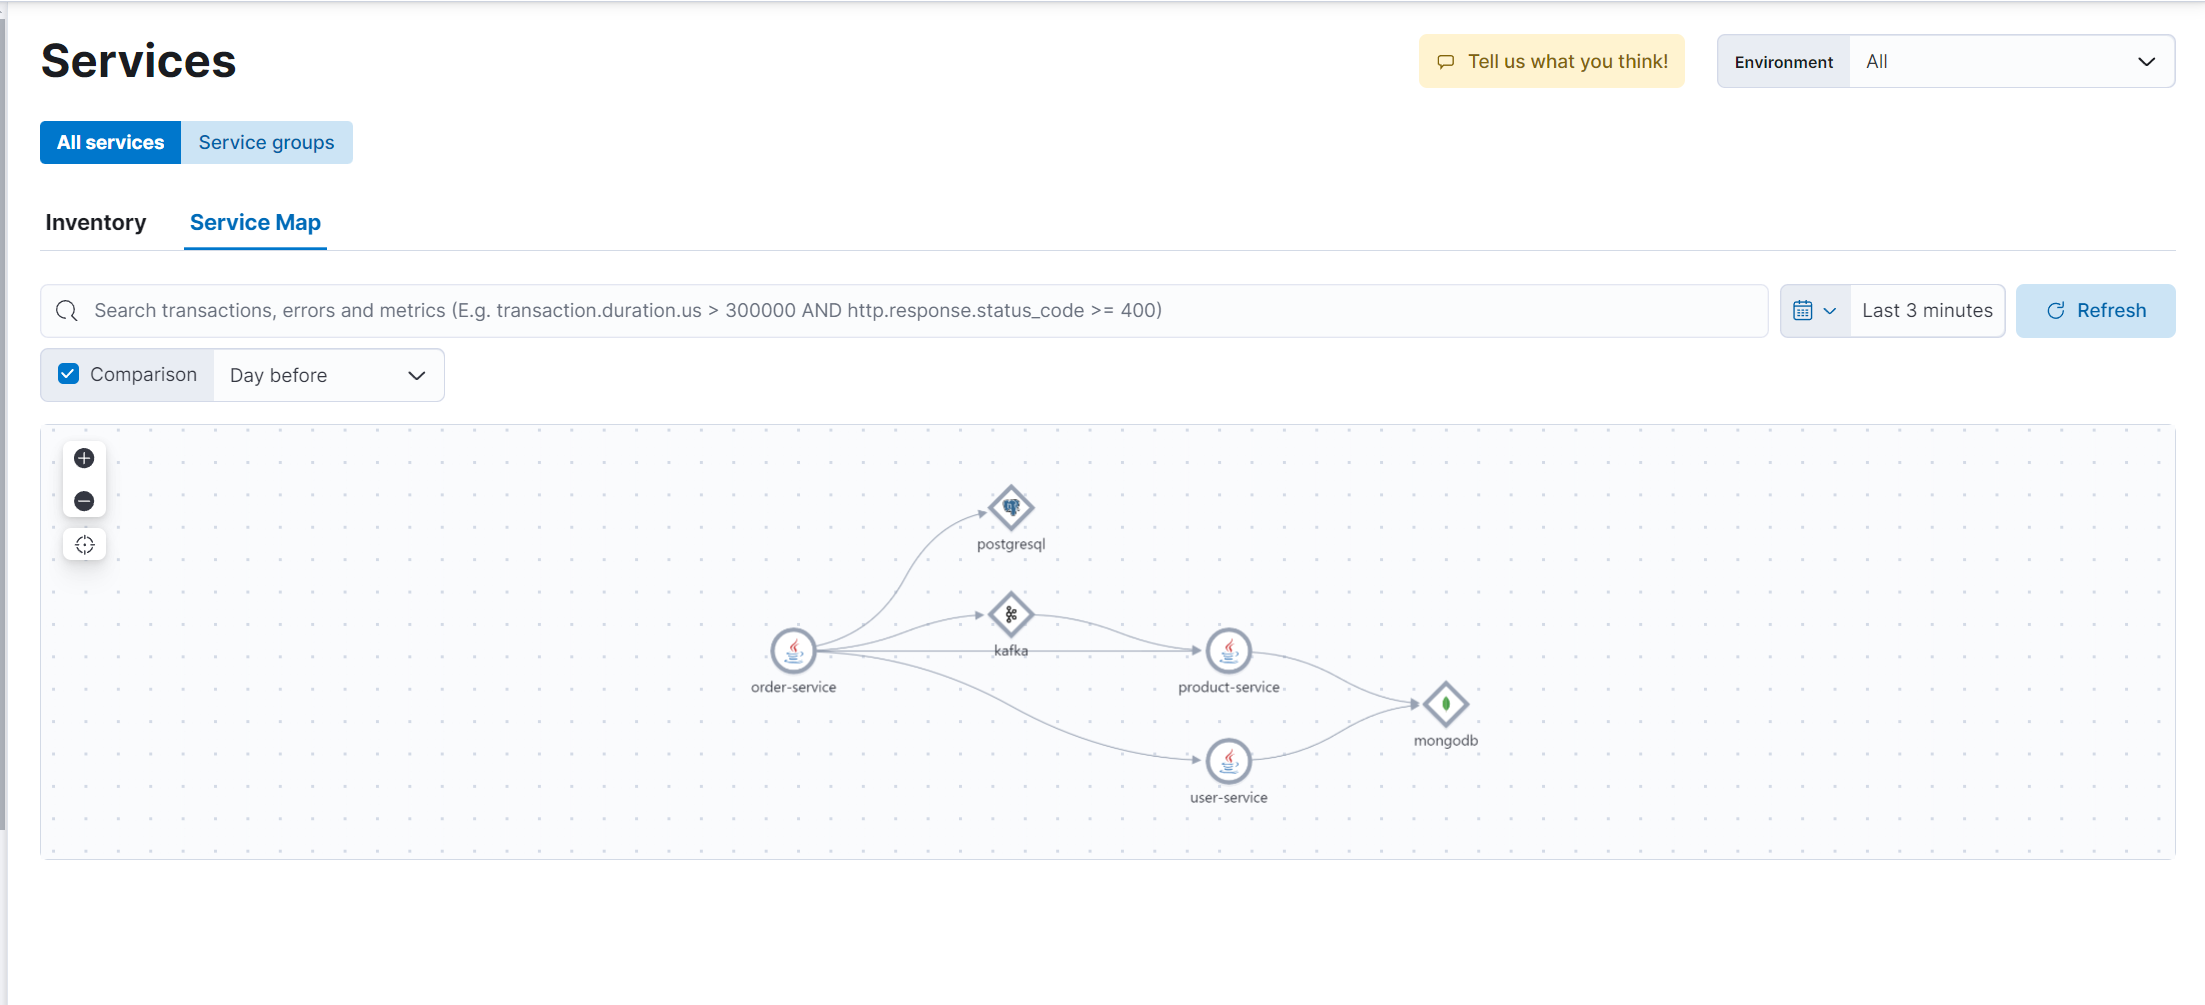 Services
Tell us what you think!
Environment
All
All services
Service groups
Inventory
Service Map
Search transactions, errors and metrics (E.g. transaction.duration.us > 300000 AND http.response.status_code >= 400)
Last 3 minutes
Refresh
Comparison
Day before
postgresql
kafka
order-service
product-service
mongodb
user-service